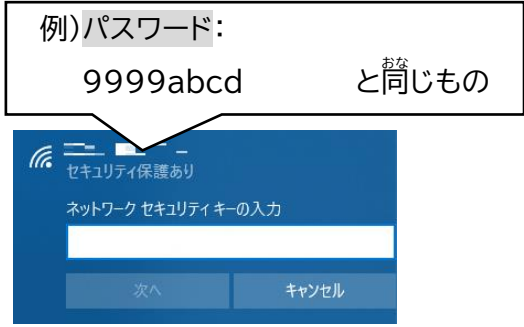 例)パスワード:
9999abcd と同じもの
おな
セキュリティ保護あり
ネットワーク セキュリティ キーの入力
次へ
キャンセル